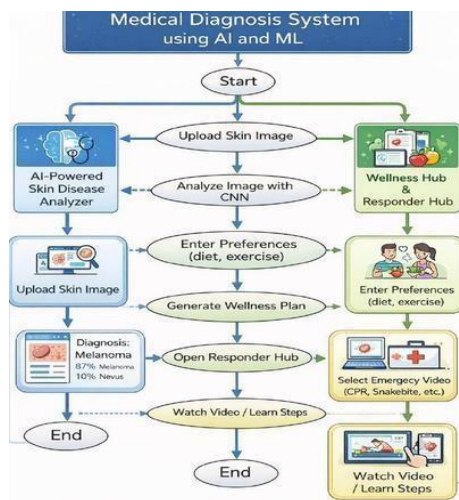 Medical Diagnosis System
using AI and ML
Start
Upload Skin Image
AI-Powered
Skin Disease
Analyzer
Analyze Image with
CNN
Wellness Hub
&
Responder Hub
Enter Preferences
(diet, exercise)
Upload Skin Image
Enter Preferences
(diet, exercise)
Generate Wellness Plan
Diagnosis:
Melanoma
87% Melanoma
10% Nevus
Open Responder Hub
Select Emergecy Video
(CPR, Snakebite, etc.)
Watch Video / Learn Steps
End
End
Watch Video
/ Learn Steps